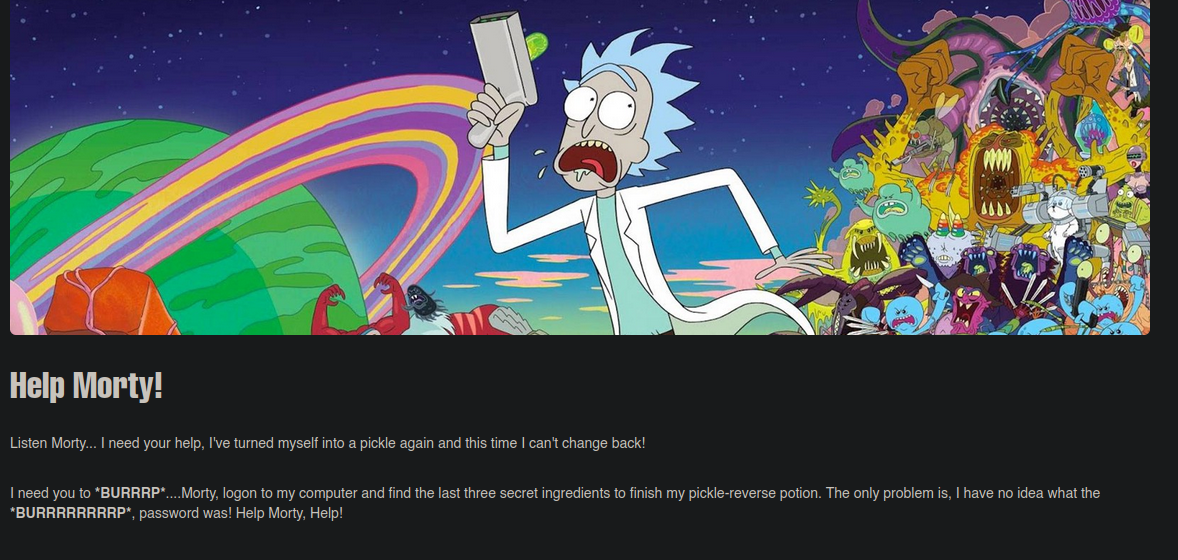 Help Morty!
Listen Morty... I need your help, I've turned myself into a pickle again and this time I can't change back!
I need you to *BURRRP*....Morty, logon to my computer and find the last three secret ingredients to finish my pickle-reverse potion. The only problem is, I have no idea what the
*BURRRRRRRRP*, password was! Help Morty, Help!